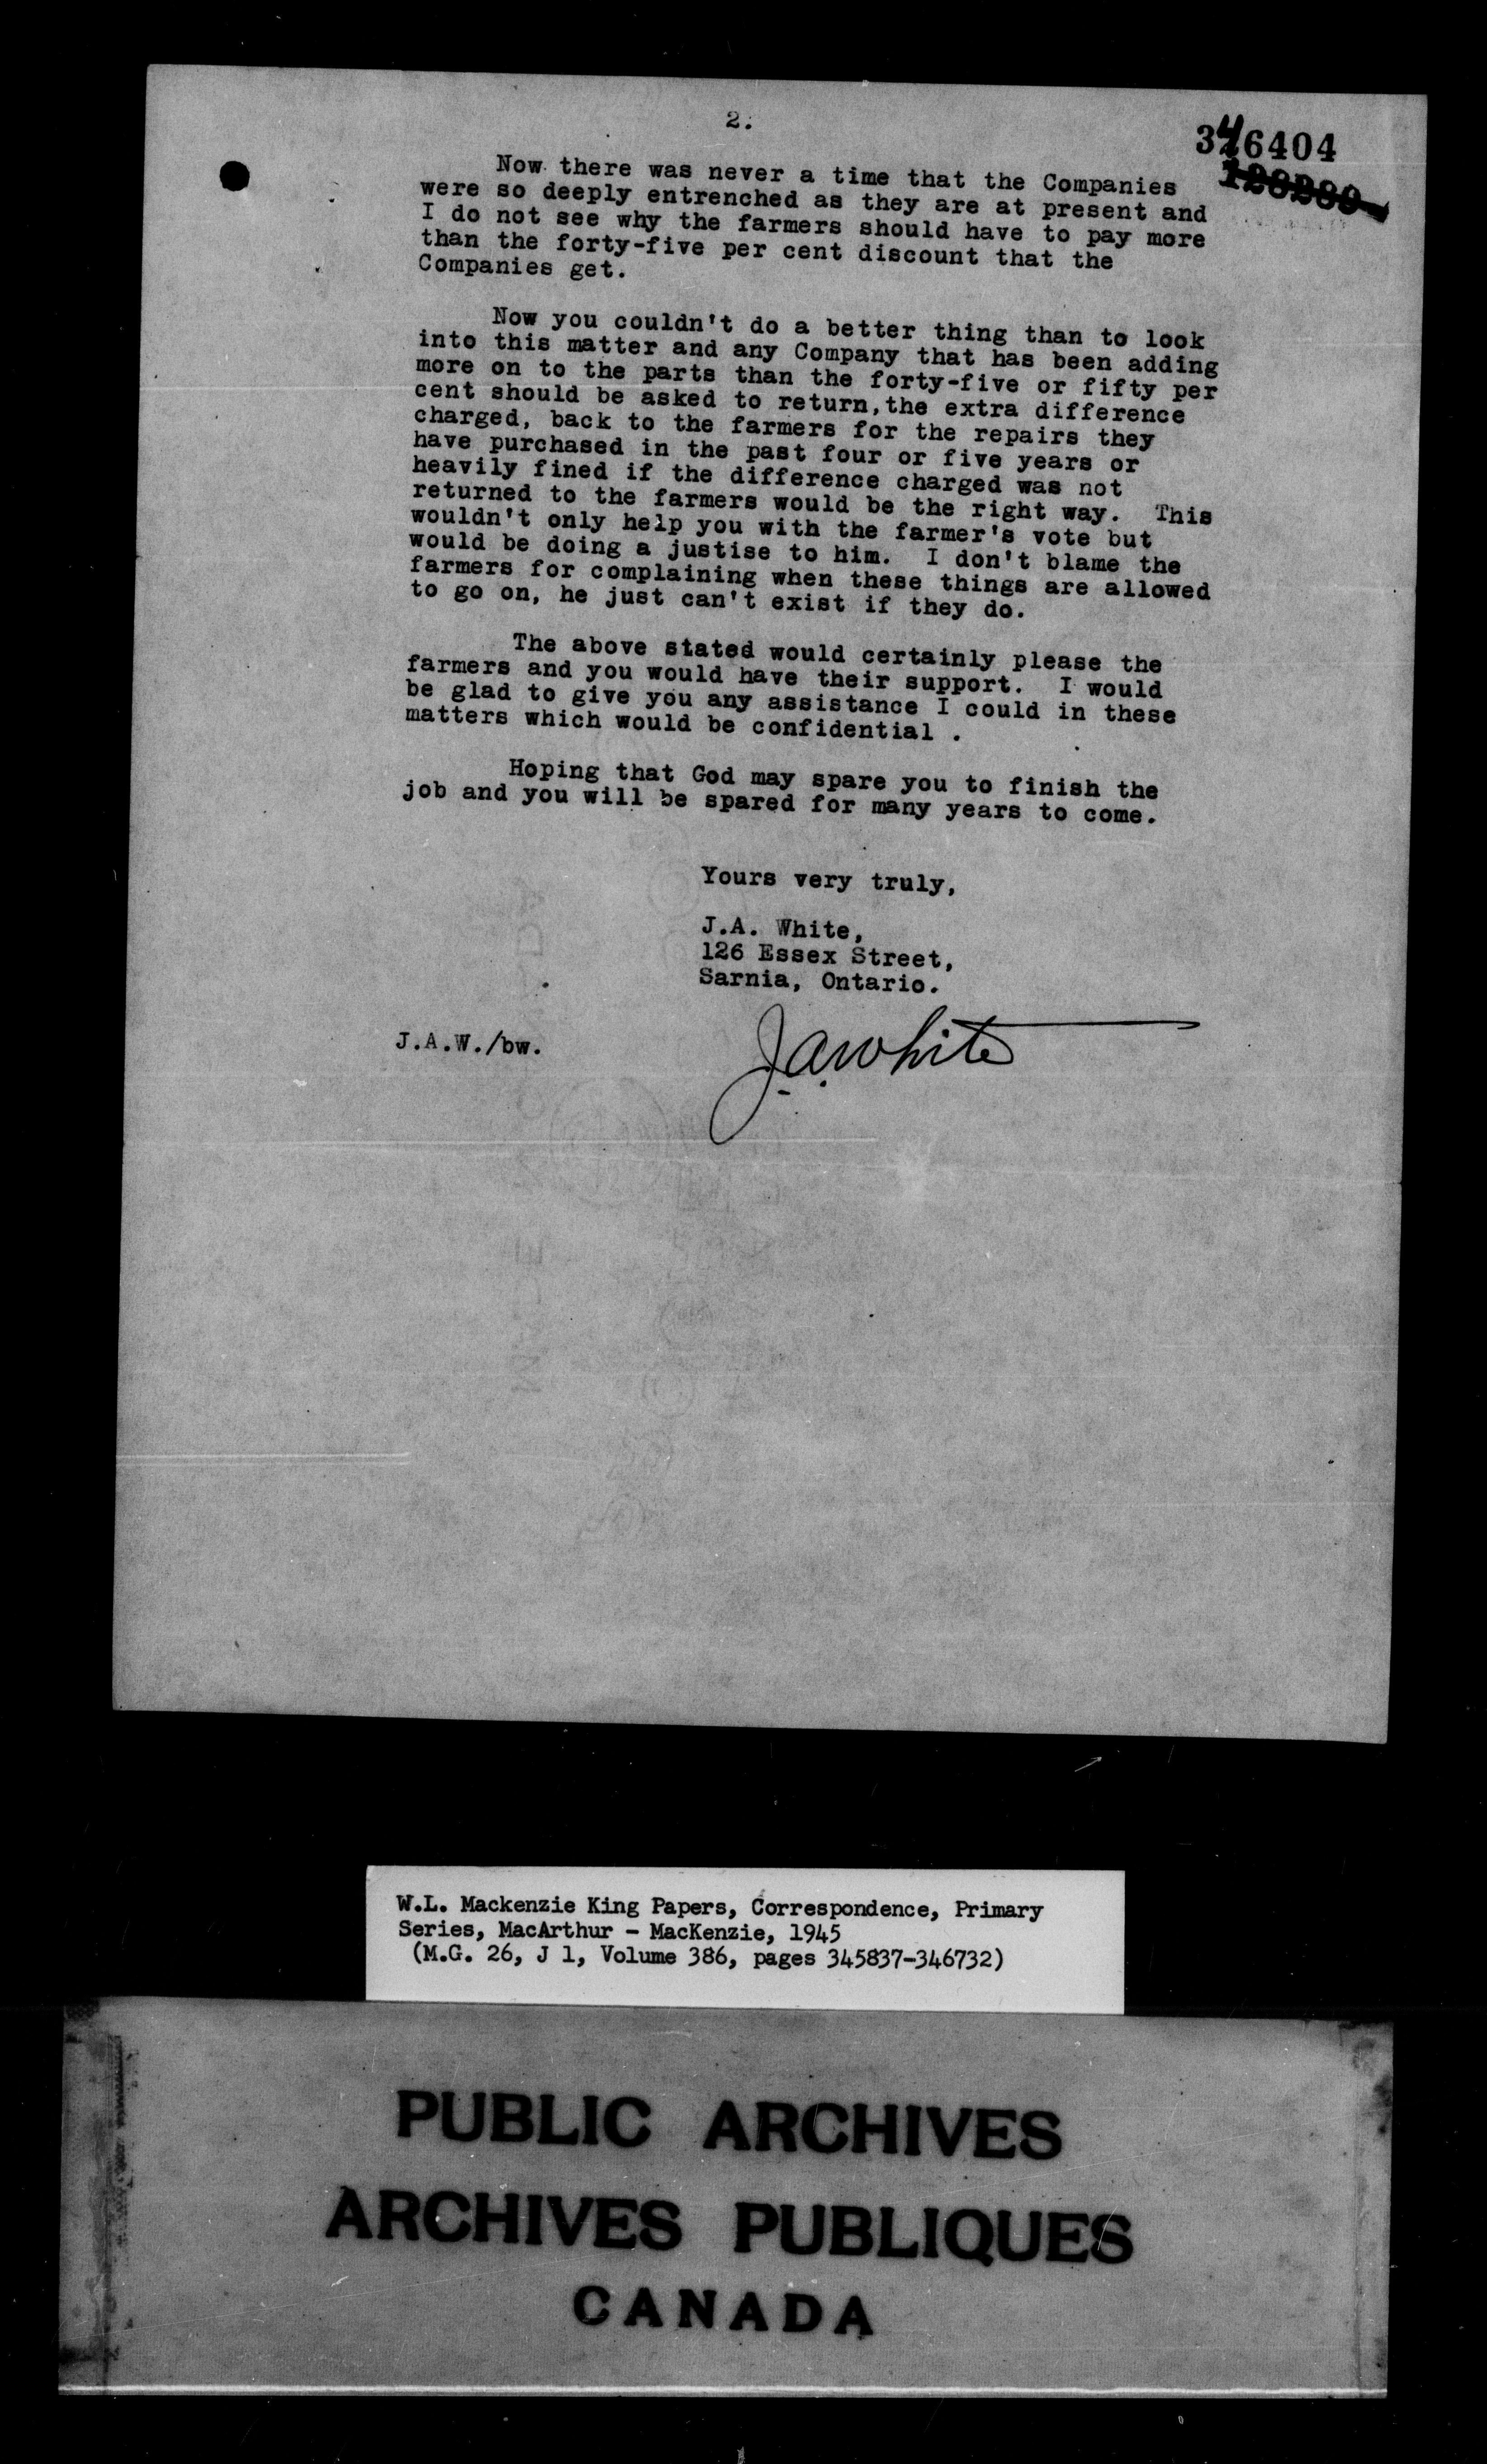 2.
346404
128280
Now there was never a time that the Companies
were so deeply entrenched as they are at present and
I do not see why the farmers should have to pay more
than the forty-five per cent discount that the
Companies get.
Now you couldn't do a better thing than to look
into this matter and any Company that has been adding
more on to the parts than the forty-five or fifty per
cent should be asked to return, the extra difference
charged, back to the farmers for the repairs they
have purchased in the past four or five years or
heavily fined if the difference charged was not
returned to the farmers would be the right way. This
wouldn't only help you with the farmer's vote but
would be doing a justise to him. I don't blame the
farmers for complaining when these things are allowed
to go on, he just can't exist if they do.
The above stated would certainly please the
farmers and you would have their support. I would
be glad to give you any assistance I could in these
matters which would be confidential .
Hoping that God may spare you to finish the
job and you will be spared for many years to come.
Yours very truly,
J.A. White,
126 Essex Street,
Sarnia, Ontario.
J.A.W./bw.
J.A. White
W.L. Mackenzie King Papers, Correspondence, Primary
Series, MacArthur - MacKenzie, 1945
(M.G. 26, J 1, Volume 386, pages 345837-346732)
PUBLIC ARCHIVES
ARCHIVES PUBLIQUES
CANADA